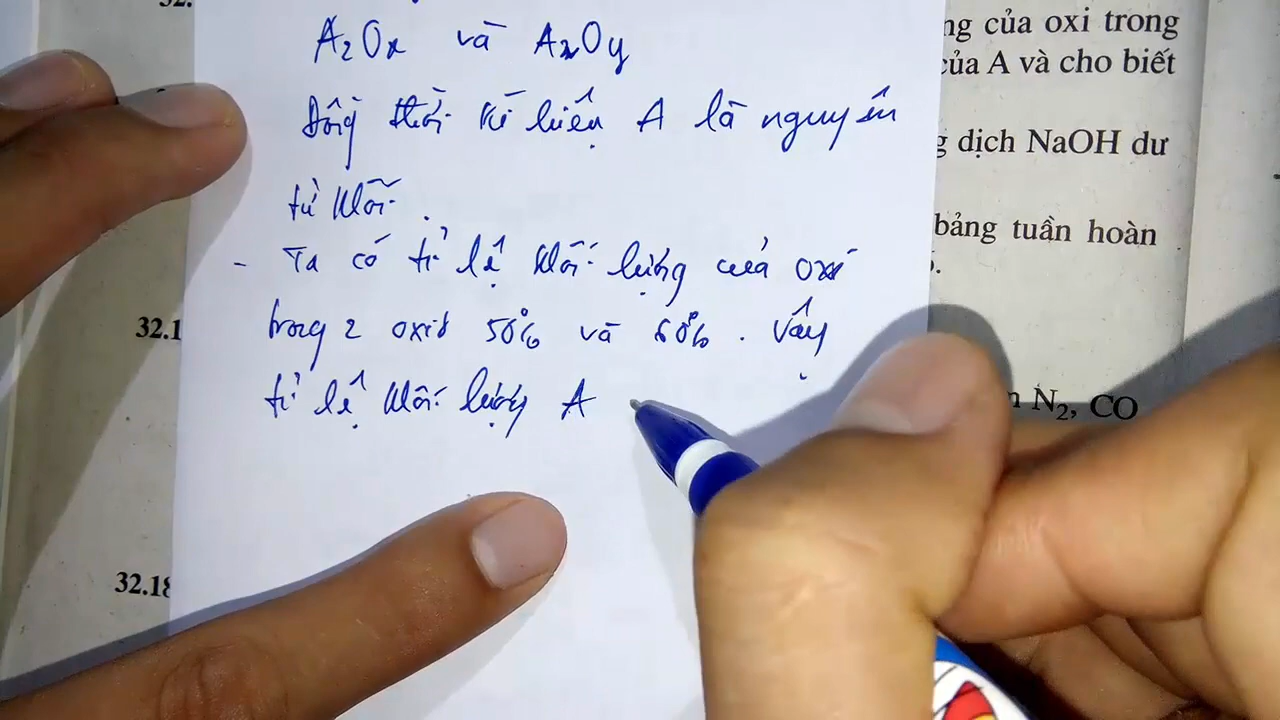 32.
A₂Oₓ và A₂Oy
Đồng thời kí hiệu A là nguyên
tử khối.
- Ta có tỉ lệ khối lượng của oxi
trong 2 oxit 50% và 60%. Vậy
tỉ lệ khối lượng A
ng của oxi trong
của A và cho biết
g dịch NaOH dư
bảng tuần hoàn
32.1
n N₂, CO
32.18